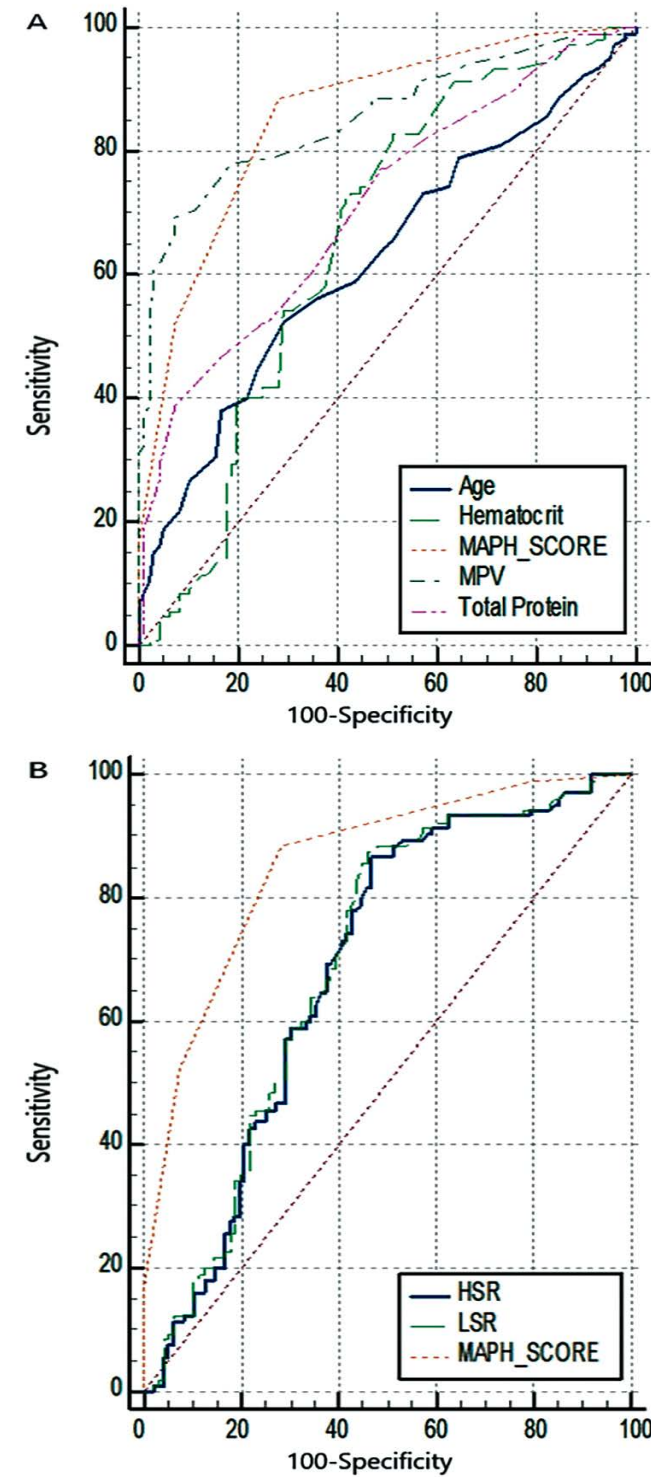 A
100
80
60
40
20
0
Sensitivity
Age
Hematocrit
MAPH_SCORE
MPV
Total Protein
0 20 40 60 80 100
100-Specificity
B
100
80
60
40
20
0
Sensitivity
HSR
LSR
MAPH_SCORE
0 20 40 60 80 100
100-Specificity